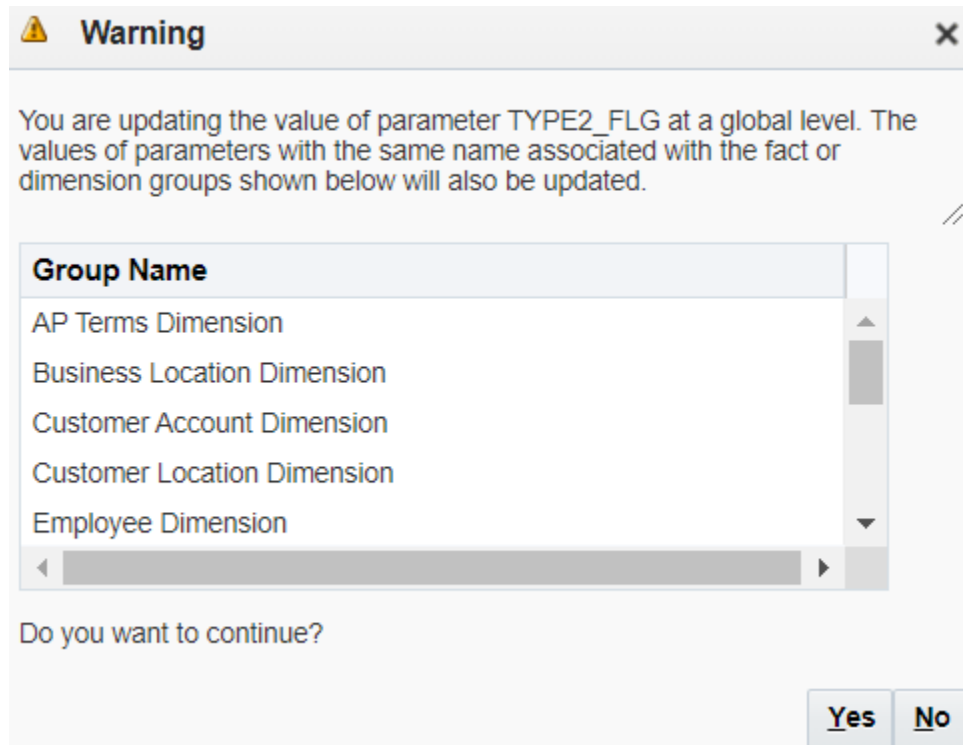 Warning
You are updating the value of parameter TYPE2_FLG at a global level. The
values of parameters with the same name associated with the fact or
dimension groups shown below will also be updated.
Group Name
AP Terms Dimension
Business Location Dimension
Customer Account Dimension
Customer Location Dimension
Employee Dimension
Do you want to continue?
Yes No